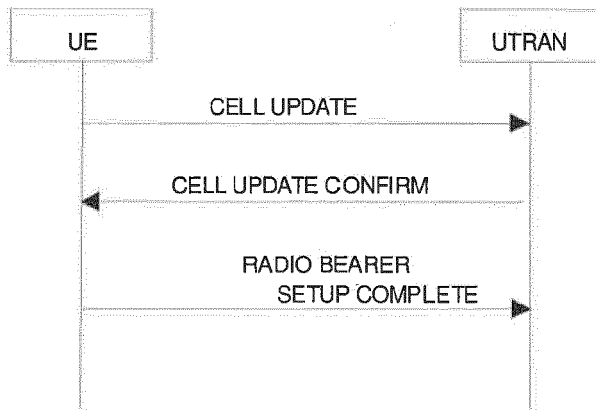 UE
UTRAN
CELL UPDATE
CELL UPDATE CONFIRM
RADIO BEARER
SETUP COMPLETE